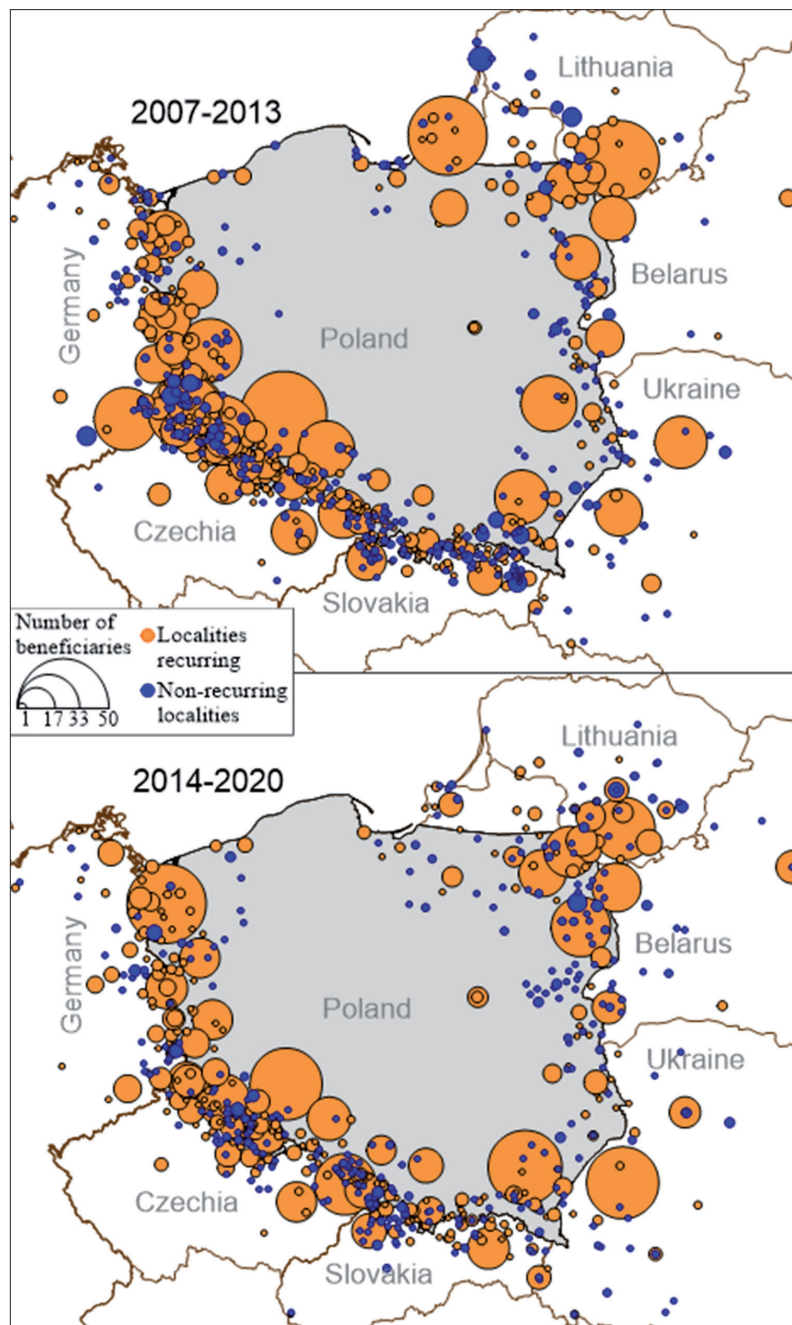 Lithuania
2007-2013
Germany
Belarus
Poland
Ukraine
Czechia
Slovakia
Number of
beneficiaries
1 17 33 50
Localities
recurring
Non-recurring
localities
Lithuania
2014-2020
Germany
Belarus
Poland
Ukraine
Czechia
Slovakia